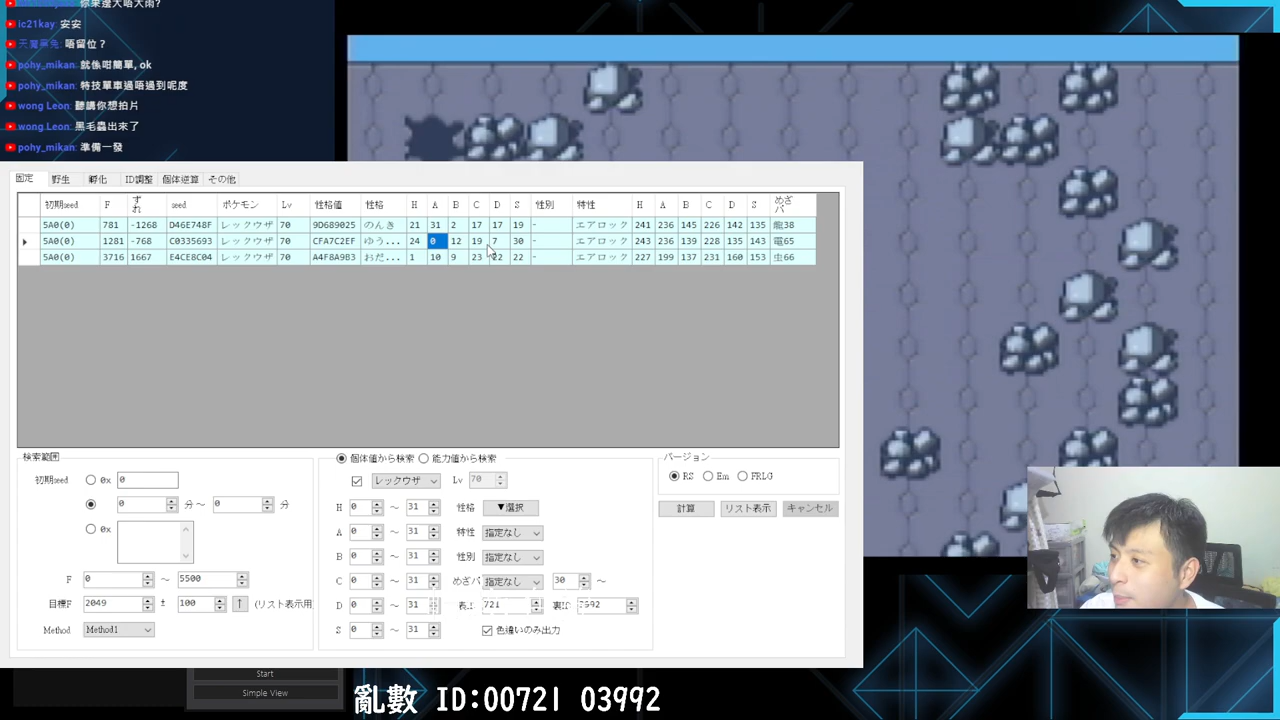 你來邊大唔大雨?
ic21kay: 安安
天魔黑兔: 唔留位？
pohy_mikan: 就係咁簡單, ok
pohy_mikan: 特技單車過唔過到呢度
wong Leon: 聽講你想拍片
wong Leon: 黑毛蟲出來了
pohy_mikan: 準備一發
固定 野生 孵化 ID調整 個体逆算 その他
初期seed F ずれ seed ポケモン Lv 性格値 性格 H A B C D S 性別 特性 H A B C D S めざパ
5A0(0) 781 -1268 D46E748F レックウザ 70 9D689025 のんき 21 31 2 17 17 19 - エアロック 241 236 145 226 142 135 龍38
5A0(0) 1281 -768 C0335693 レックウザ 70 CFA7C2EF ゆう... 24 0 12 19 7 30 - エアロック 243 236 139 228 135 143 電65
5A0(0) 3716 1667 E4CE8C04 レックウザ 70 A4F8A9B3 おだ... 1 10 9 23 22 22 - エアロック 227 199 137 231 160 153 虫66
検索範囲
初期seed 0x 0
0 分～ 0 分
0x
F 0 ～ 5500
目標F 2049 ± 100 ↑ (リスト表示用
Method Method1
個体値から検索 能力値から検索
レックウザ Lv 70
H 0 ～ 31 性格 ▼選択
A 0 ～ 31 特性 指定なし
B 0 ～ 31 性別 指定なし
C 0 ～ 31 めざパ 指定なし 30 ～
D 0 ～ 31 表I 721
S 0 ～ 31 色違いのみ出力
バージョン
RS Em FRLG
計算 リスト表示 キャンセル
Start
Simple View
亂數 ID:00721 03992